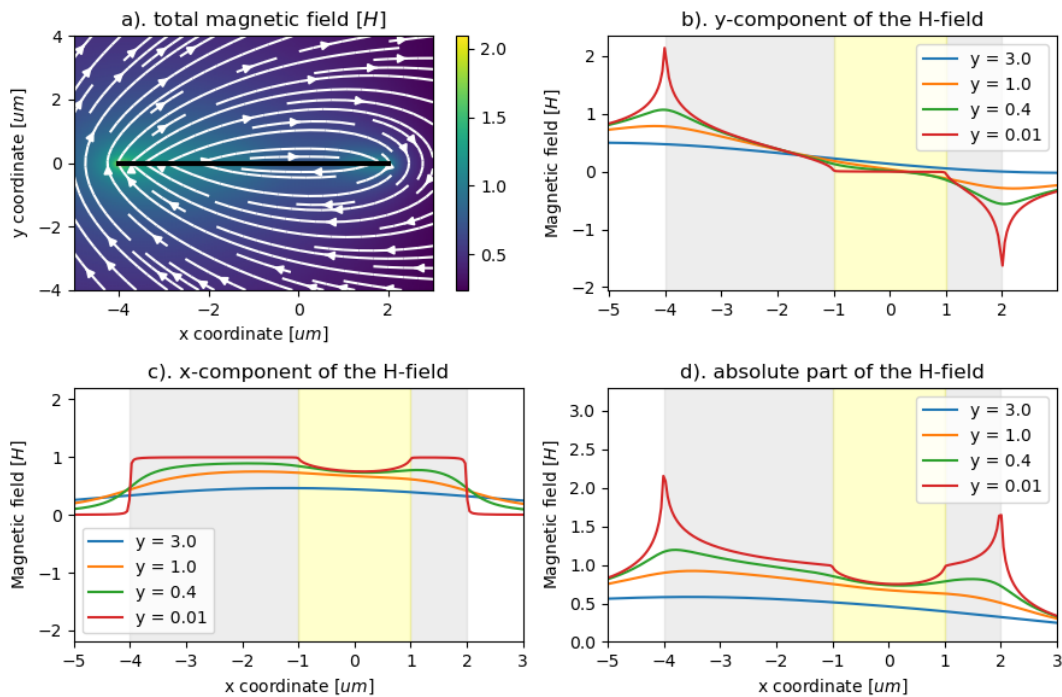 a). total magnetic field [H]
4
2
0
−2
−4
y coordinate [um]
−4
−2
0
2
x coordinate [um]
2.0
1.5
1.0
0.5
b). y-component of the H-field
2
1
0
−1
−2
Magnetic field [H]
y = 3.0
y = 1.0
y = 0.4
y = 0.01
−5
−4
−3
−2
−1
0
1
2
3
c). x-component of the H-field
2
1
0
−1
−2
Magnetic field [H]
y = 3.0
y = 1.0
y = 0.4
y = 0.01
−5
−4
−3
−2
−1
0
1
2
3
x coordinate [um]
d). absolute part of the H-field
3.0
2.5
2.0
1.5
1.0
0.5
0.0
Magnetic field [H]
y = 3.0
y = 1.0
y = 0.4
y = 0.01
−5
−4
−3
−2
−1
0
1
2
3
x coordinate [um]